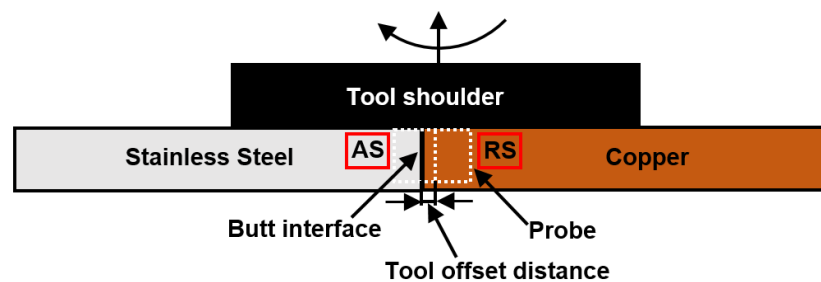 Tool shoulder
Stainless Steel
AS
RS
Copper
Butt interface
Probe
Tool offset distance